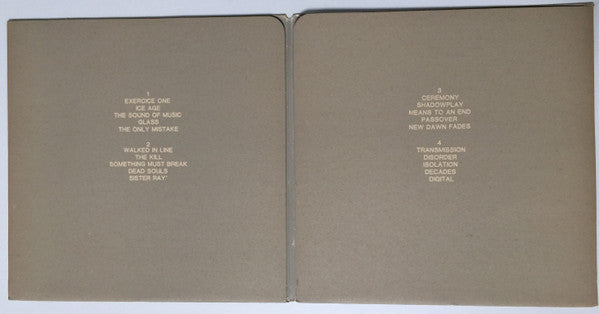 1
EXERCICE ONE
ICE AGE
THE SOUND OF MUSIC
GLASS
THE ONLY MISTAKE
2
WALKED IN LINE
THE KILL
SOMETHING MUST BREAK
DEAD SOULS
SISTER RAY*
3
CEREMONY
SHADOWPLAY
MEANS TO AN END
PASSOVER
NEW DAWN FADES
4
TRANSMISSION
DISORDER
ISOLATION
DECADES
DIGITAL